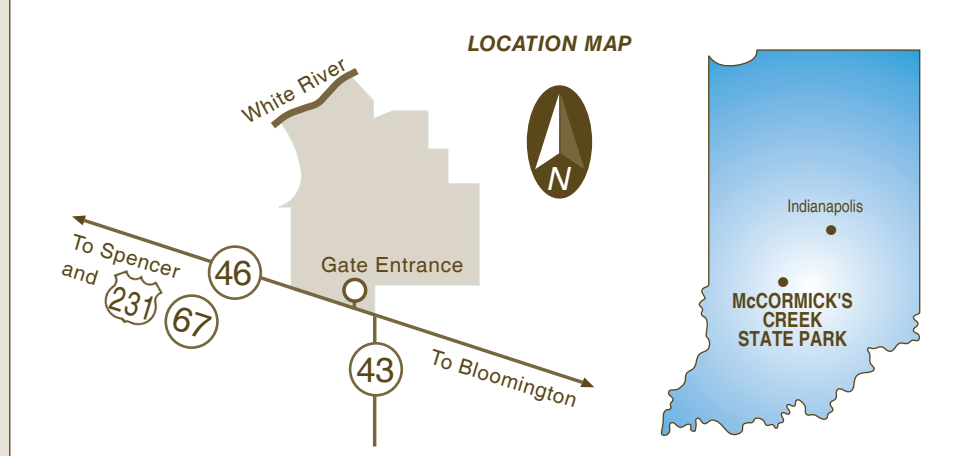 LOCATION MAP
White River
N
To Spencer
and 231 67
46
Gate Entrance
43
To Bloomington
Indianapolis
McCORMICK'S
CREEK
STATE PARK